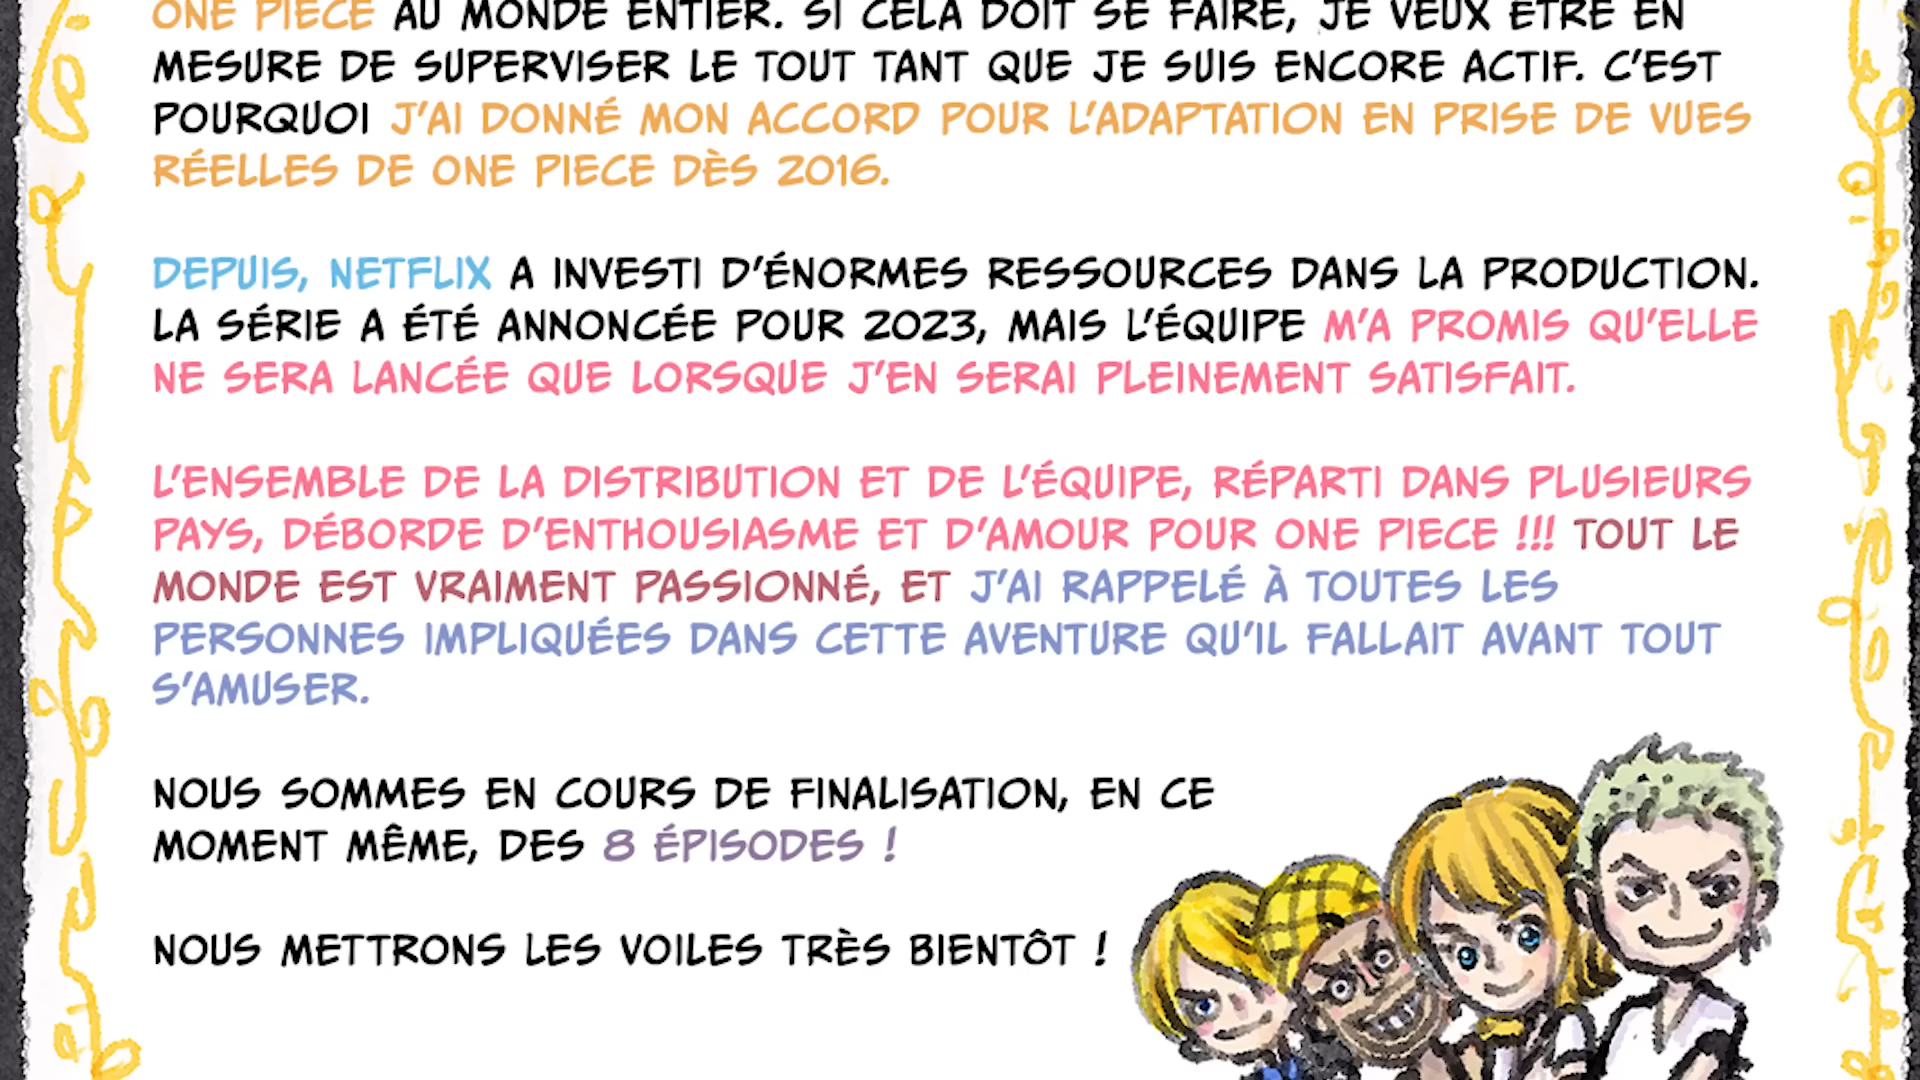 ONE PIECE AU MONDE ENTIER. SI CELA DOIT SE FAIRE, JE VEUX ÊTRE EN
MESURE DE SUPERVISER LE TOUT TANT QUE JE SUIS ENCORE ACTIF. C'EST
POURQUOI J'AI DONNÉ MON ACCORD POUR L'ADAPTATION EN PRISE DE VUES
RÉELLES DE ONE PIECE DÈS 2016.
DEPUIS, NETFLIX A INVESTI D'ÉNORMES RESSOURCES DANS LA PRODUCTION.
LA SÉRIE A ÉTÉ ANNONCÉE POUR 2023, MAIS L'ÉQUIPE M'A PROMIS QU'ELLE
NE SERA LANCÉE QUE LORSQUE J'EN SERAI PLEINEMENT SATISFAIT.
L'ENSEMBLE DE LA DISTRIBUTION ET DE L'ÉQUIPE, RÉPARTI DANS PLUSIEURS
PAYS, DÉBORDE D'ENTHOUSIASME ET D'AMOUR POUR ONE PIECE !!! TOUT LE
MONDE EST VRAIMENT PASSIONNÉ, ET J'AI RAPPELÉ À TOUTES LES
PERSONNES IMPLIQUÉES DANS CETTE AVENTURE QU'IL FALLAIT AVANT TOUT
S'AMUSER.
NOUS SOMMES EN COURS DE FINALISATION, EN CE
MOMENT MÊME, DES 8 ÉPISODES !
NOUS METTRONS LES VOILES TRÈS BIENTÔT !